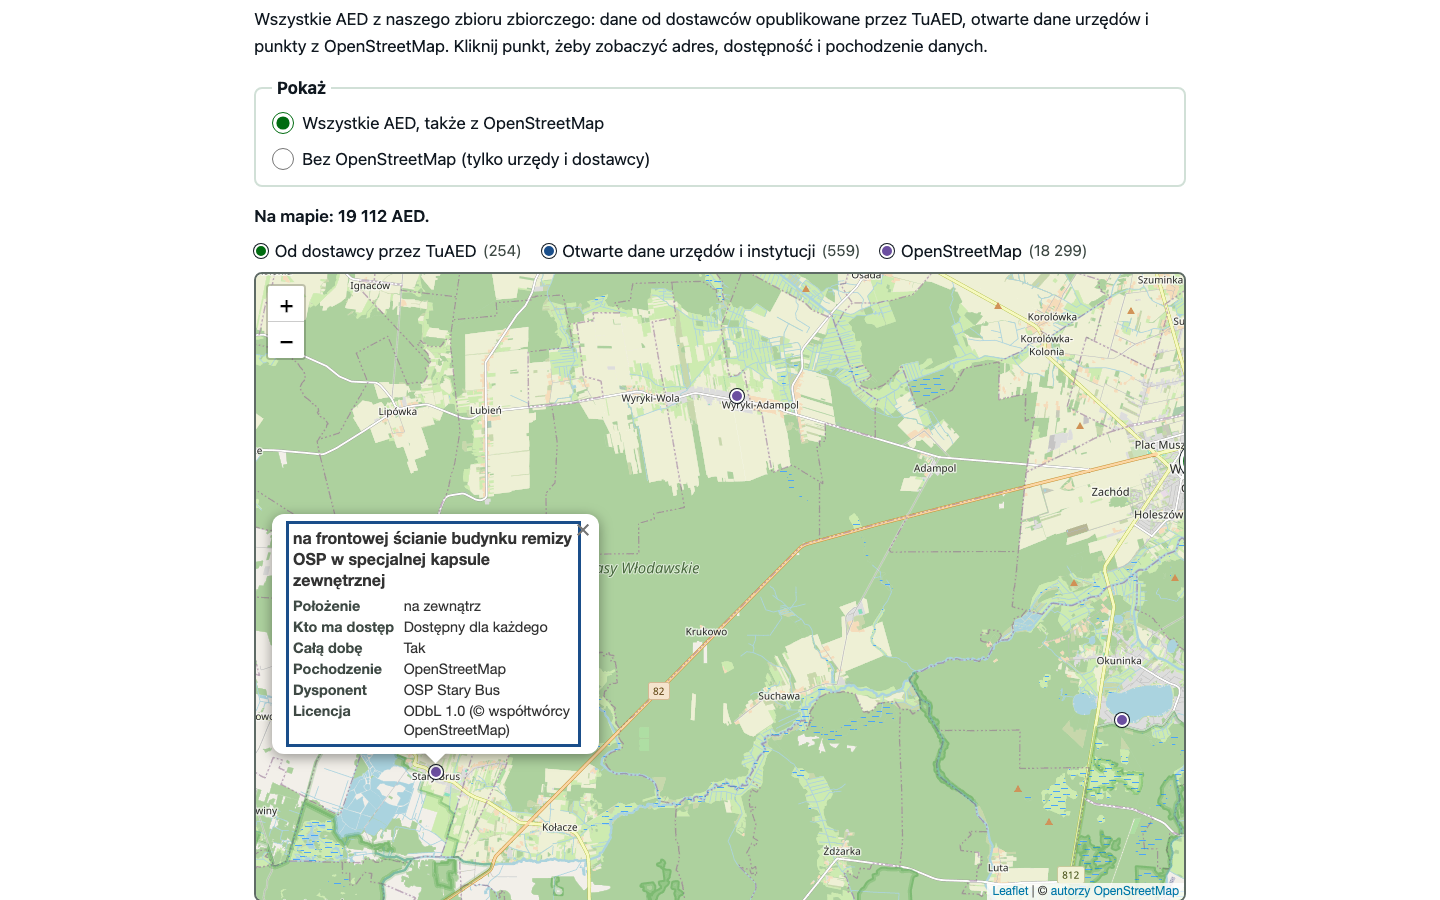 Wszystkie AED z naszego zbioru zbiorczego: dane od dostawców opublikowane przez TuAED, otwarte dane urzędów i
punkty z OpenStreetMap. Kliknij punkt, żeby zobaczyć adres, dostępność i pochodzenie danych.
Pokaż
Wszystkie AED, także z OpenStreetMap
Bez OpenStreetMap (tylko urzędy i dostawcy)
Na mapie: 19 112 AED.
Od dostawcy przez TuAED (254)
Otwarte dane urzędów i instytucji (559)
OpenStreetMap (18 299)
+
−
Ignaców
Osada
Szuminka
Korolówka
Korolówka-
Kolonia
Lipówka
Lubień
Wyryki-Wola
Wyryki-Adampol
Adampol
Plac Musz
Zachód
Holeszów
×
na frontowej ścianie budynku remizy
OSP w specjalnej kapsule
zewnętrznej
Położenie na zewnątrz
Kto ma dostęp Dostępny dla każdego
Całą dobę Tak
Pochodzenie OpenStreetMap
Dysponent OSP Stary Bus
Licencja ODbL 1.0 (© współtwórcy
OpenStreetMap)
asy Włodawskie
Krukowo
82
Suchawa
Okuninka
winy
Kołacze
Żdżarka
Luta
812
Leaflet | © autorzy OpenStreetMap